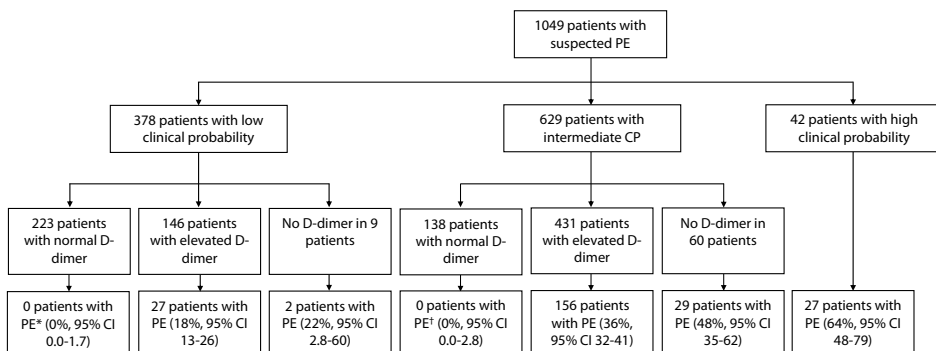 1049 patients with
suspected PE
378 patients with low
clinical probability
629 patients with
intermediate CP
42 patients with high
clinical probability
223 patients
with normal D-
dimer
146 patients
with elevated D-
dimer
No D-dimer in 9
patients
138 patients
with normal D-
dimer
431 patients
with elevated D-
dimer
No D-dimer in
60 patients
0 patients with
PE* (0%, 95% CI
0.0-1.7)
27 patients with
PE (18%, 95% CI
13-26)
2 patients with
PE (22%, 95% CI
2.8-60)
0 patients with
PE† (0%, 95% CI
0.0-2.8)
156 patients
with PE (36%,
95% CI 32-41)
29 patients with
PE (48%, 95% CI
35-62)
27 patients with
PE (64%, 95% CI
48-79)